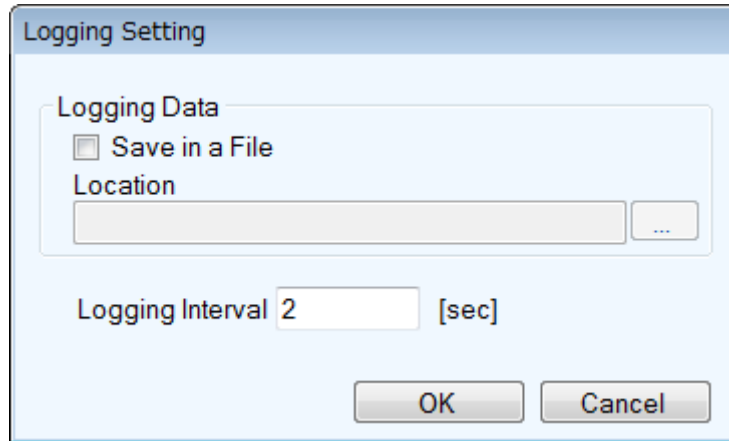 Logging Setting
Logging Data
Save in a File
Location
...
Logging Interval 2 [sec]
OK Cancel